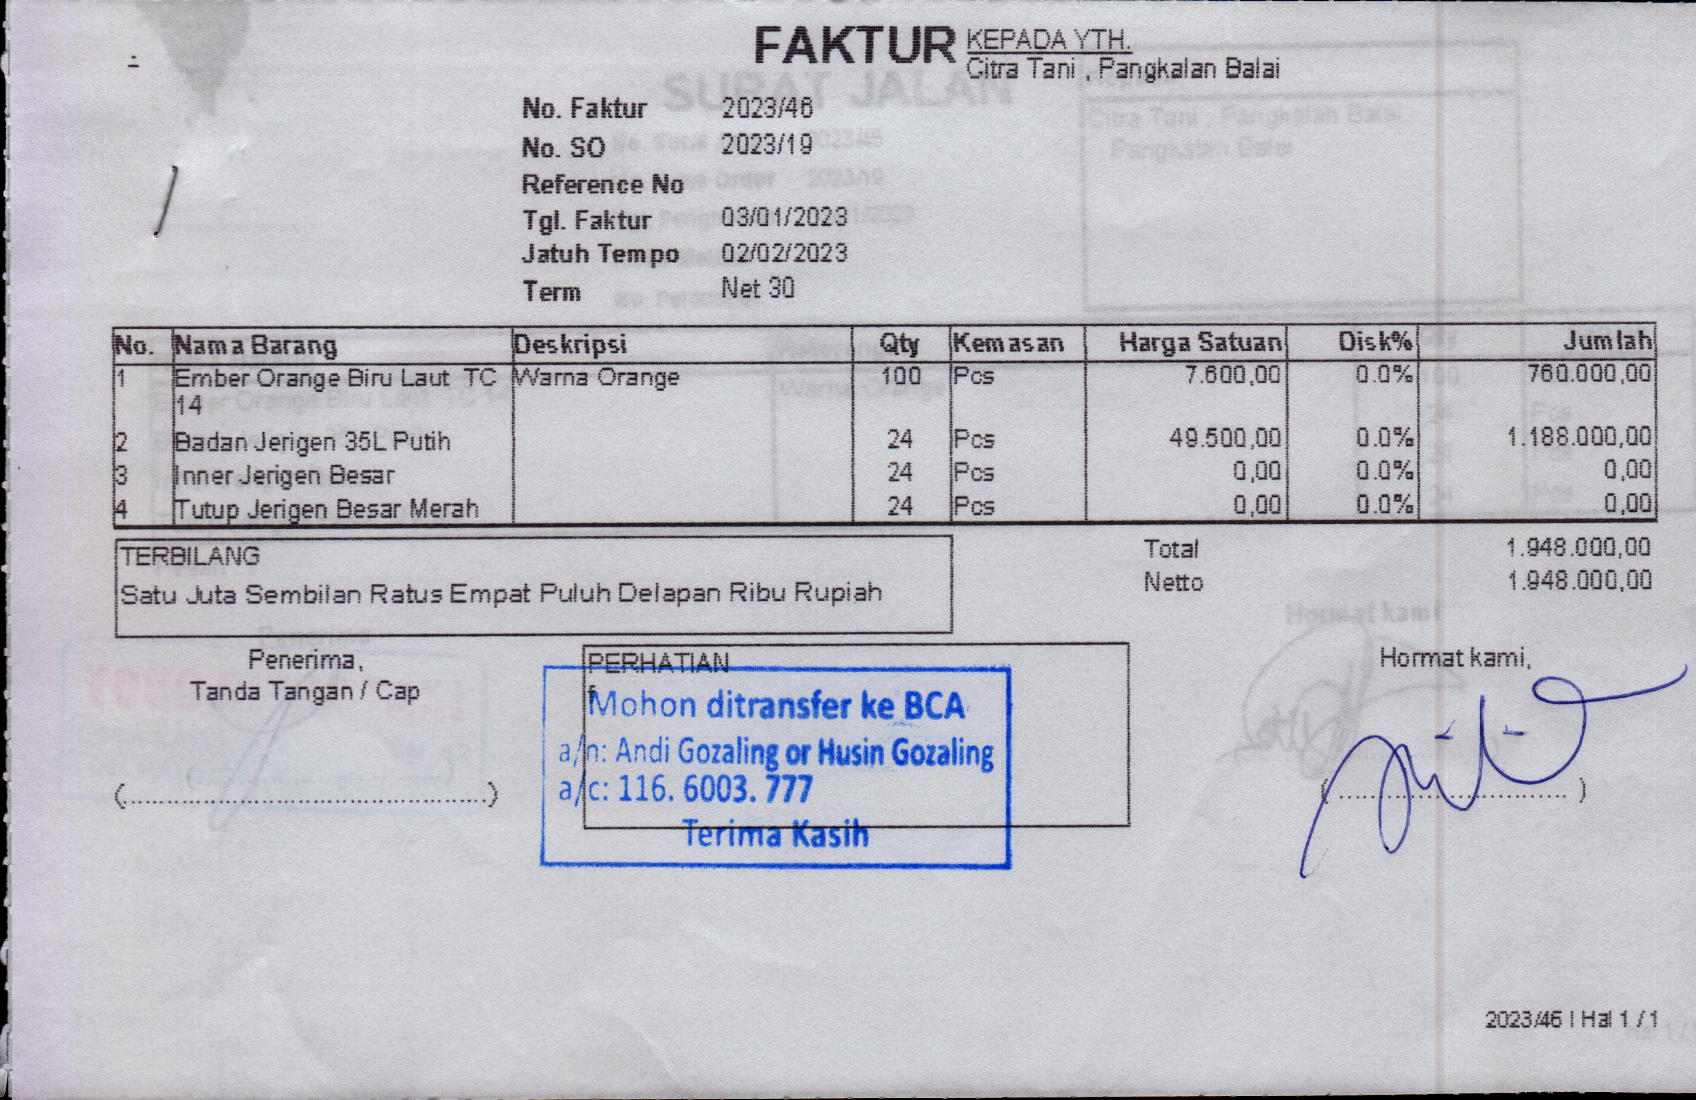 FAKTUR
KEPADA YTH.
Citra Tani , Pangkalan Balai
No. Faktur 2023/46
No. SO 2023/19
Reference No
Tgl. Faktur 03/01/2023
Jatuh Tempo 02/02/2023
Term Net 30
No. Nama Barang Deskripsi Qty Kemasan Harga Satuan Disk% Jumlah
1 Ember Orange Biru Laut TC Warna Orange 100 Pcs 7.600,00 0.0% 760.000,00
14
2 Badan Jerigen 35L Putih 24 Pcs 49.500,00 0.0% 1.188.000,00
3 Inner Jerigen Besar 24 Pcs 0,00 0.0% 0,00
4 Tutup Jerigen Besar Merah 24 Pcs 0,00 0.0% 0,00
TERBILANG
Satu Juta Sembilan Ratus Empat Puluh Delapan Ribu Rupiah
Total 1.948.000,00
Netto 1.948.000,00
Penerima,
Tanda Tangan / Cap
(....................................................)
PERHATIAN
f
Mohon ditransfer ke BCA
a/n: Andi Gozaling or Husin Gozaling
a/c: 116. 6003. 777
Terima Kasih
Hormat kami,
(.................................)
2023/46 | Hal 1 / 1